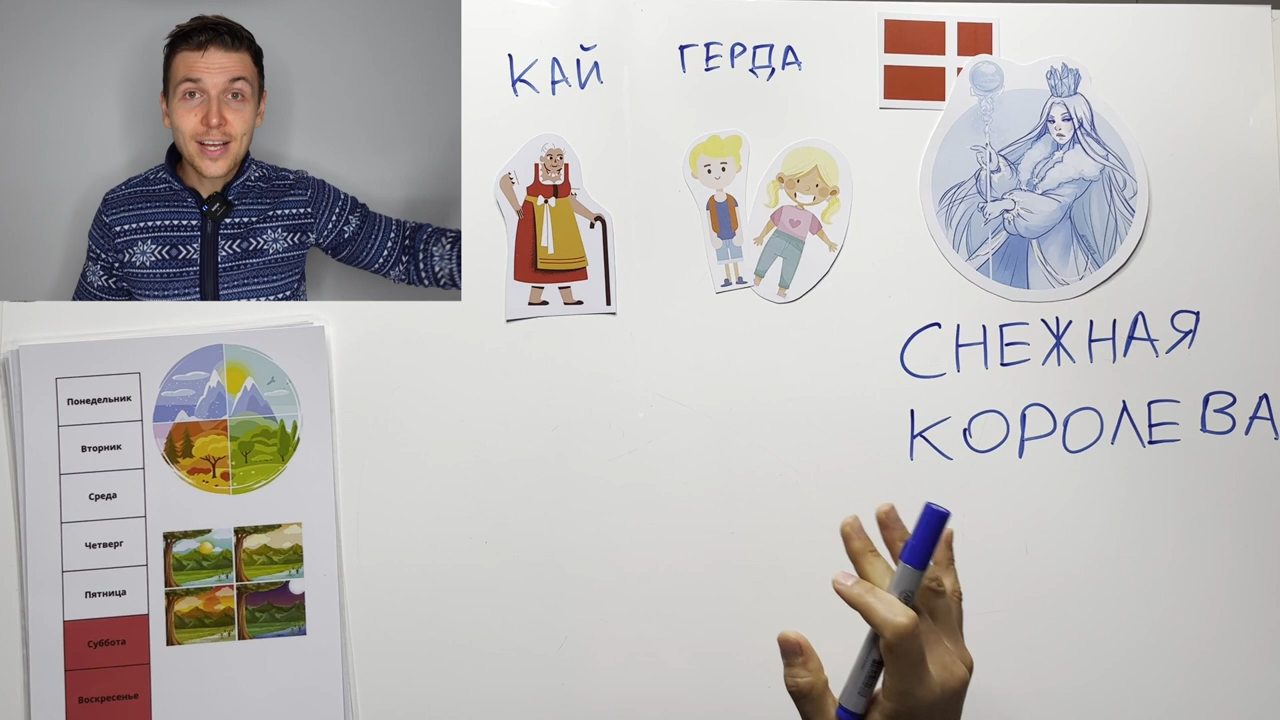 КАЙ ГЕРДА
СНЕЖНАЯ
КОРОЛЕВА
Понедельник
Вторник
Среда
Четверг
Пятница
Суббота
Воскресенье